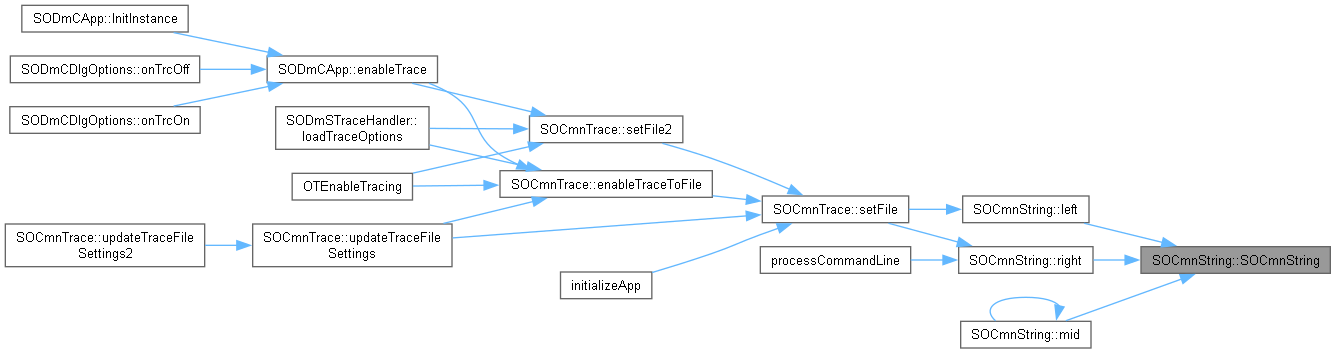 SODmCApp::InitInstance
SODmCDlgOptions::onTrcOff
SODmCApp::enableTrace
SODmCDlgOptions::onTrcOn
SODmSTraceHandler::
loadTraceOptions
SOCmnTrace::setFile2
OTEnableTracing
SOCmnTrace::enableTraceToFile
SOCmnTrace::setFile
SOCmnString::left
SOCmnTrace::updateTraceFile
Settings2
SOCmnTrace::updateTraceFile
Settings
processCommandLine
SOCmnString::right
SOCmnString::SOCmnString
initializeApp
SOCmnString::mid